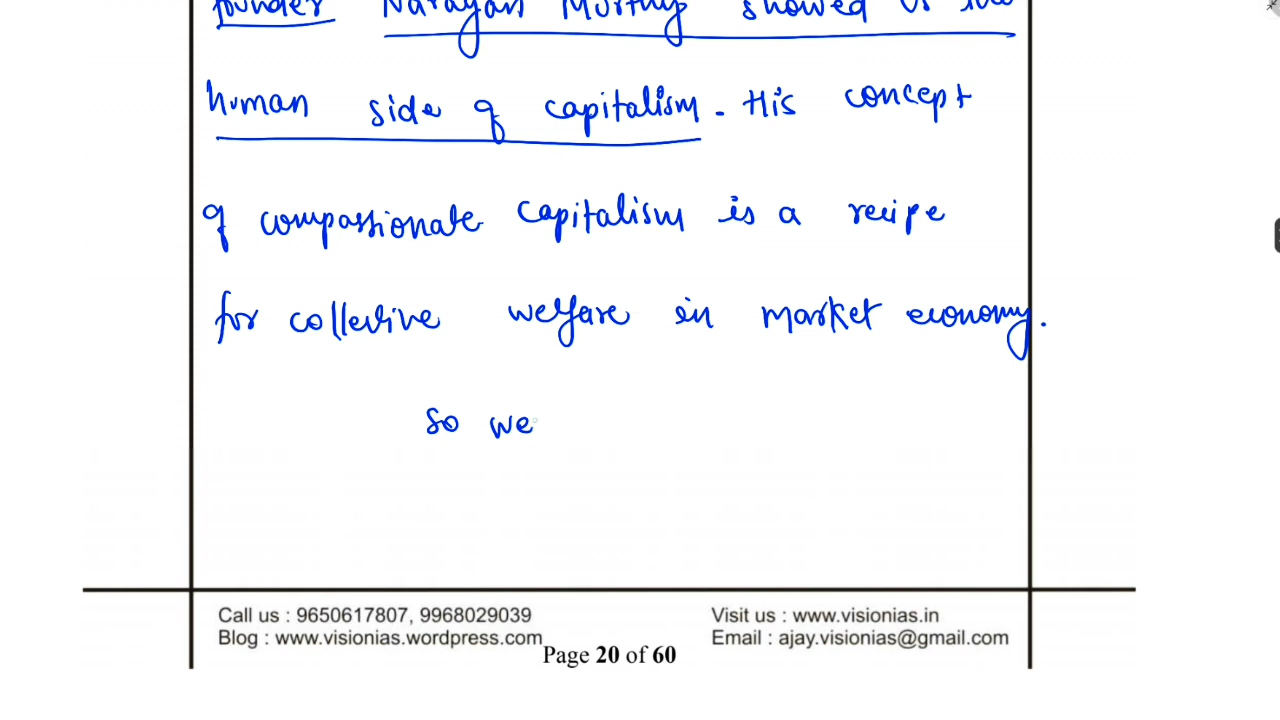 founder Narayan Murthy showed us the
human side of capitalism. His concept
of compassionate capitalism is a recipe
for collective welfare in market economy.
So we
Call us : 9650617807, 9968029039 Visit us : www.visionias.in
Blog : www.visionias.wordpress.com Email : ajay.visionias@gmail.com
Page 20 of 60